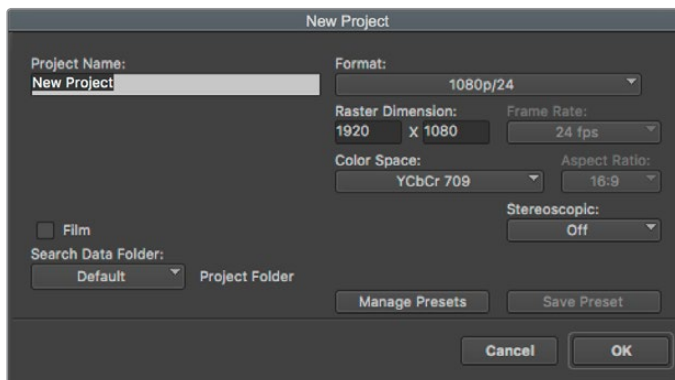 New Project
Project Name:
New Project
Format:
1080p/24
Raster Dimension:
1920 X 1080
Frame Rate:
24 fps
Color Space:
YCbCr 709
Aspect Ratio:
16:9
Stereoscopic:
Off
Film
Search Data Folder:
Default
Project Folder
Manage Presets
Save Preset
Cancel
OK